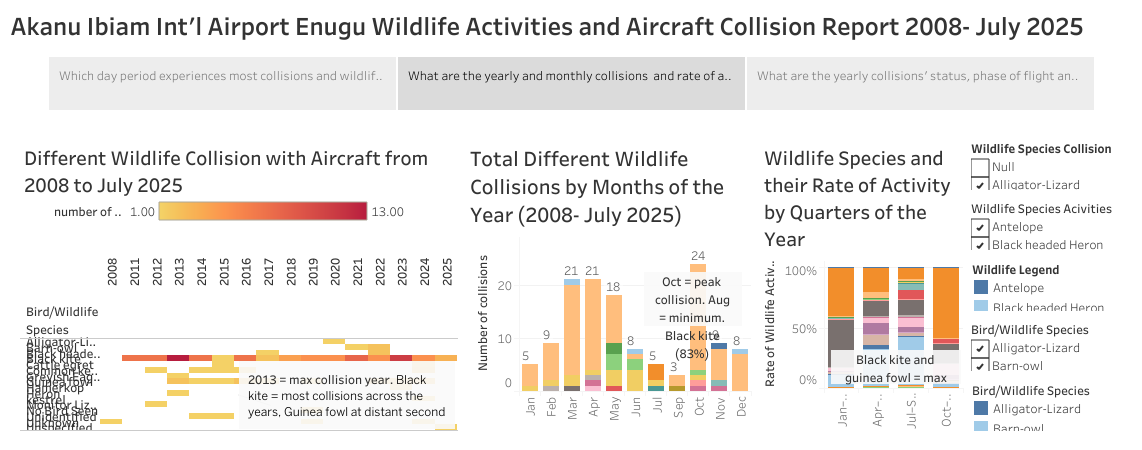 Akanu Ibiam Int’l Airport Enugu Wildlife Activities and Aircraft Collision Report 2008- July 2025
Which day period experiences most collisions and wildlif..
What are the yearly and monthly collisions and rate of a..
What are the yearly collisions’ status, phase of flight an..
Different Wildlife Collision with Aircraft from
2008 to July 2025
number of ..
1.00
13.00
2008
2011
2012
2013
2014
2015
2016
2017
2018
2019
2020
2021
2022
2023
2024
2025
Bird/Wildlife
Species
Alligator-Li..
Barn-owl
Black heade..
Black kite
Cattle egret
Common ke..
Greyish Eag..
Guinea fowl
Hamerkop
Heron
kestrel
Monitor-Liz..
No Bird Seen
Unidentified
Unknown
Unspecified
2013 = max collision year. Black
kite = most collisions across the
years, Guinea fowl at distant second
Total Different Wildlife
Collisions by Months of the
Year (2008- July 2025)
Number of collisions
20
10
0
5
9
21
21
18
8
5
3
24
9
8
Oct = peak
collision. Aug
= minimum.
Black kite
(83%)
Jan
Feb
Mar
Apr
May
Jun
Jul
Sep
Oct
Nov
Dec
Wildlife Species and
their Rate of Activity
by Quarters of the
Year
Rate of Wildlife Activ..
100%
50%
0%
Black kite and
guinea fowl = max
Jan-..
Apr-..
Jul-S..
Oct-..
Wildlife Species Collision
Null
Alligator-Lizard
Wildlife Species Acivities
Antelope
Black headed Heron
Wildlife Legend
Antelope
Black headed Heron
Bird/Wildlife Species
Alligator-Lizard
Barn-owl
Bird/Wildlife Species
Alligator-Lizard
Barn-owl